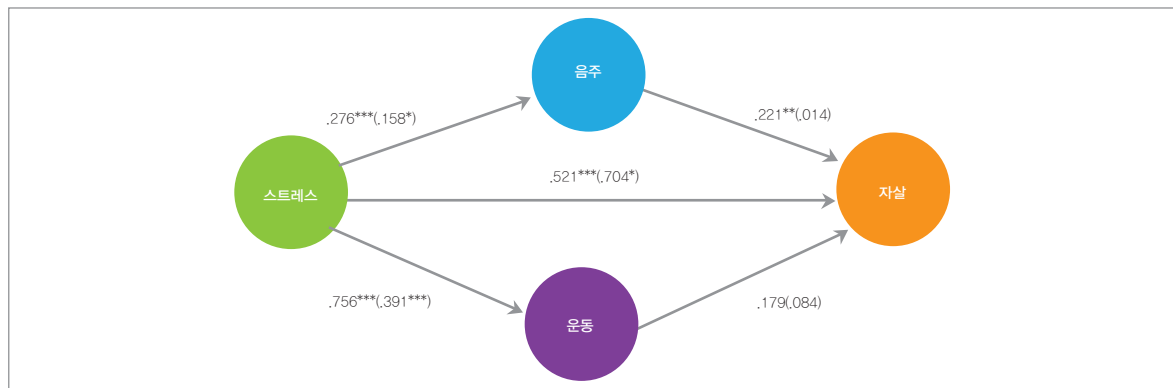 음주
.276***(.158*)
.221**(.014)
.521***(.704*)
스트레스
자살
.756***(.391***)
.179(.084)
운동